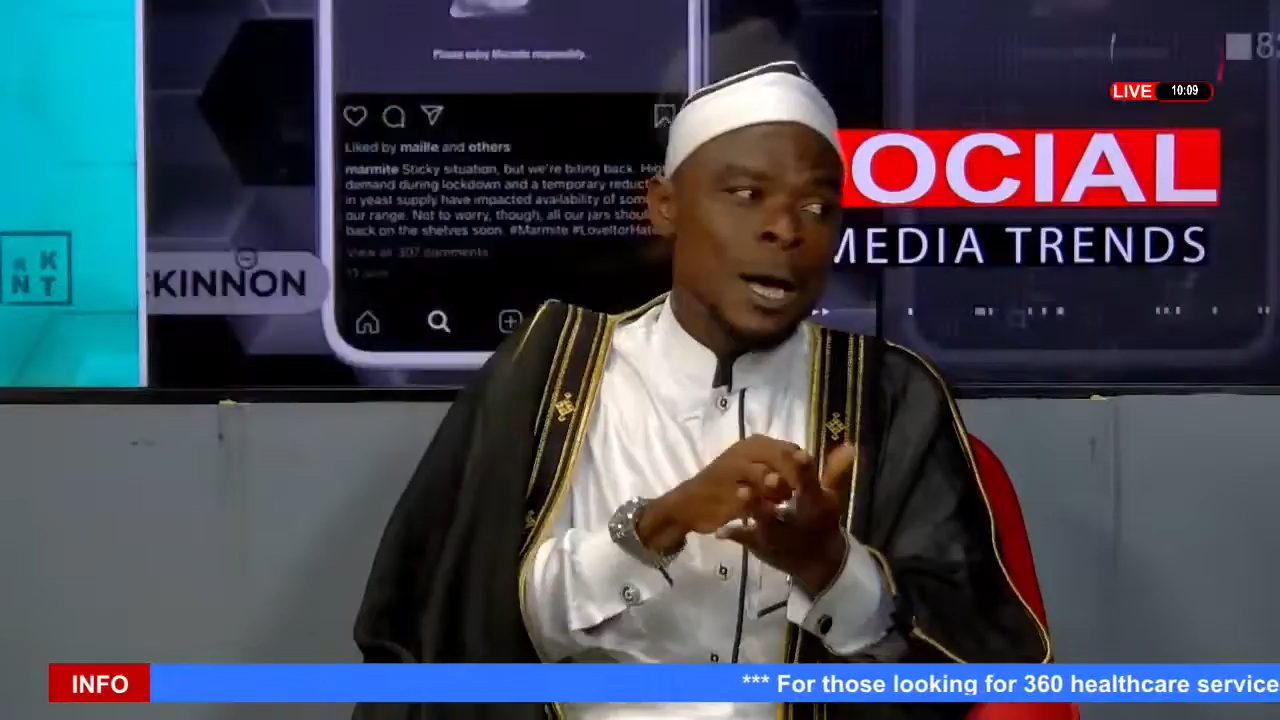 Please enjoy Marmite responsibly.
LIVE 10:09
Liked by maille and others
marmite Sticky situation, but we're biting back. High
demand during lockdown and a temporary reduct
in yeast supply have impacted availability of som
our range. Not to worry, though, all our jars shoul
back on the shelves soon. #Marmite #LoveItorHate
View all 307 comments
OCIAL
MEDIA TRENDS
KINNON
K
N T
INFO
*** For those looking for 360 healthcare service